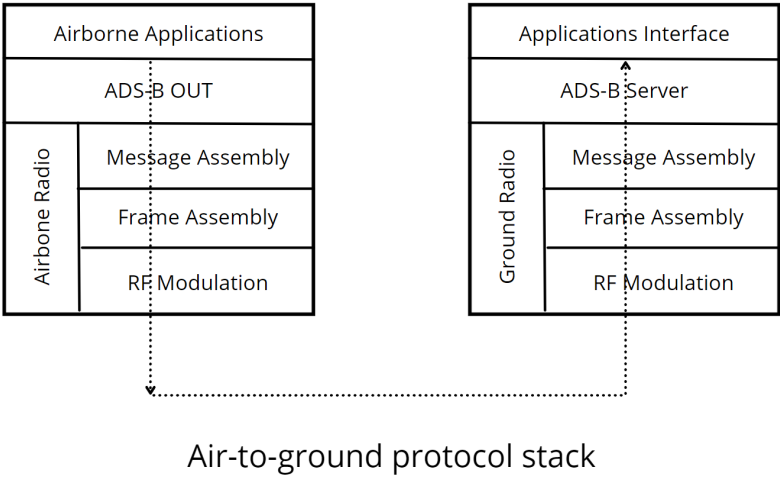 Airborne Applications
ADS-B OUT
Airbone Radio
Message Assembly
Frame Assembly
RF Modulation
Applications Interface
ADS-B Server
Ground Radio
Message Assembly
Frame Assembly
RF Modulation
Air-to-ground protocol stack